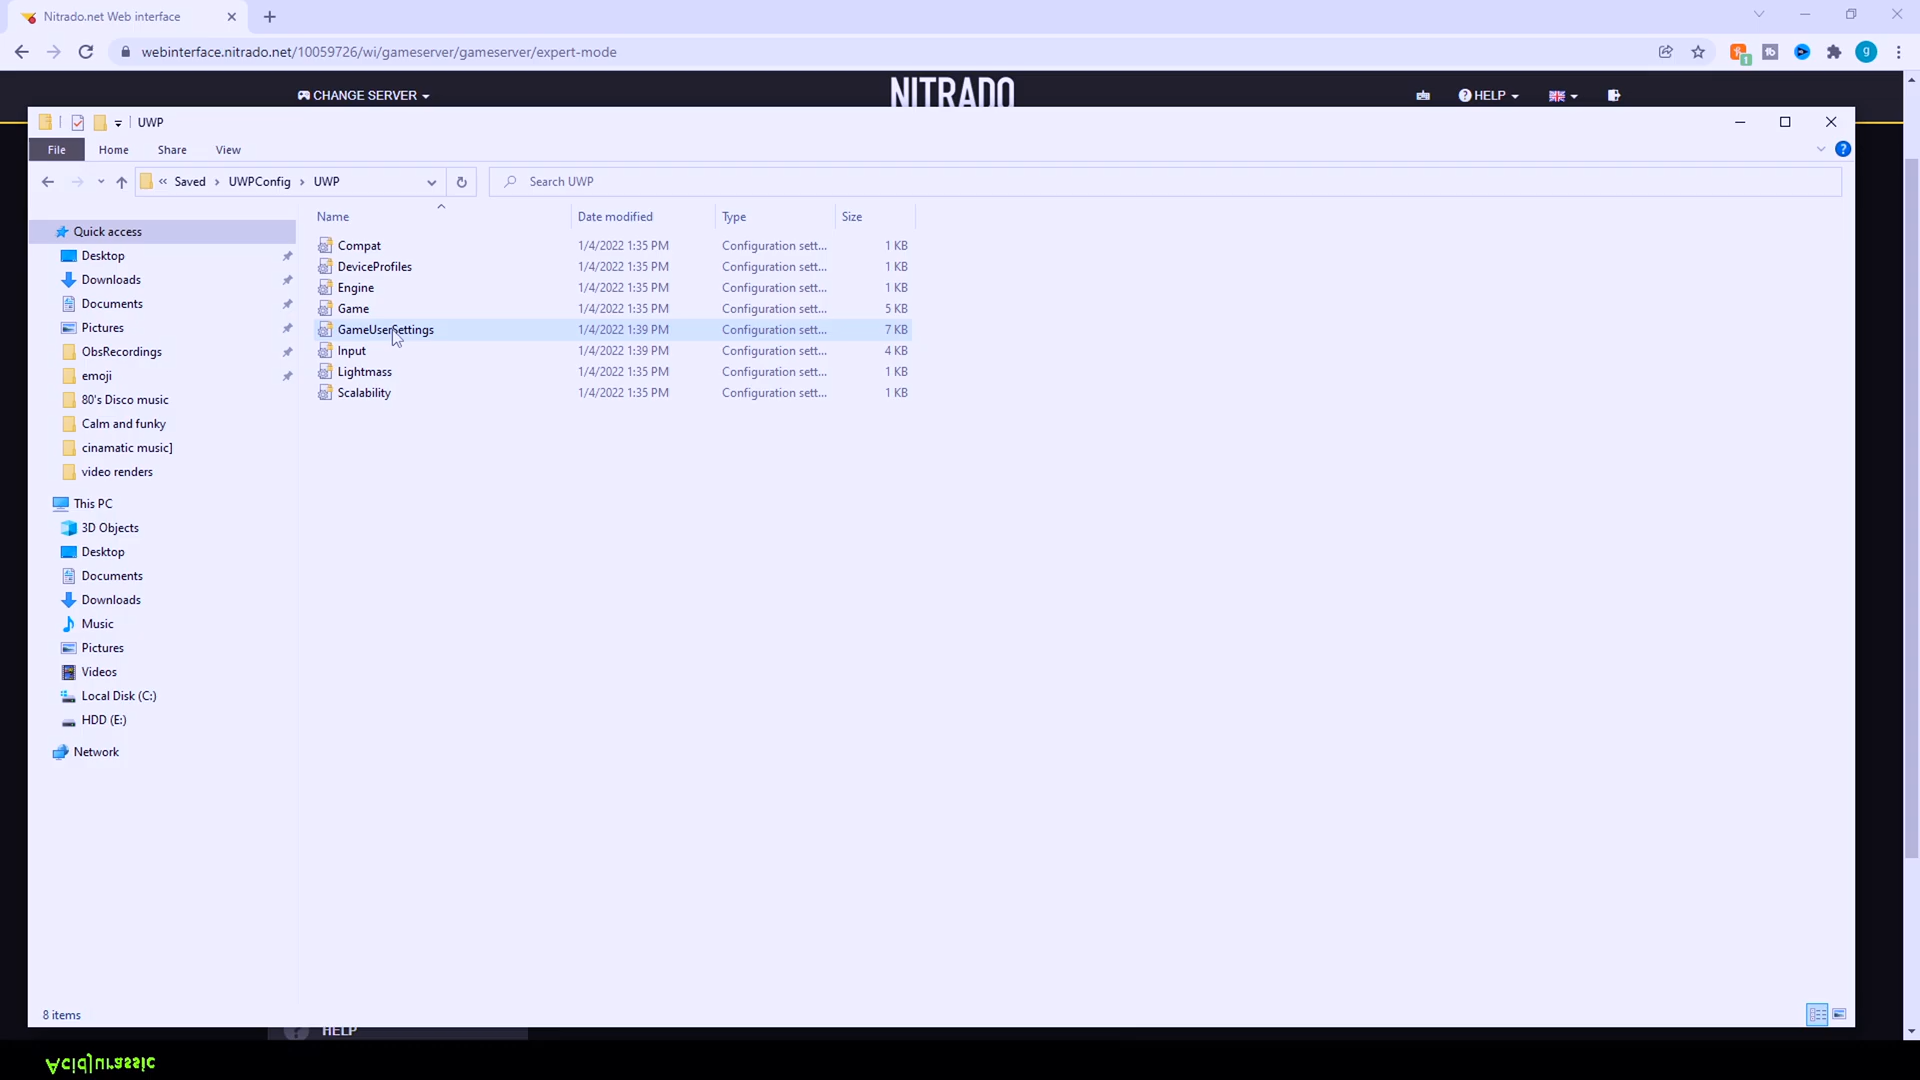 Nitrado.net Web interface
webinterface.nitrado.net/10059726/wi/gameserver/gameserver/expert-mode
g
1
CHANGE SERVER
NITRADO
HELP
UWP
File Home Share View
« Saved › UWPConfig › UWP
Search UWP
Name Date modified Type Size
Compat 1/4/2022 1:35 PM Configuration sett... 1 KB
DeviceProfiles 1/4/2022 1:35 PM Configuration sett... 1 KB
Engine 1/4/2022 1:35 PM Configuration sett... 1 KB
Game 1/4/2022 1:35 PM Configuration sett... 5 KB
GameUserSettings 1/4/2022 1:39 PM Configuration sett... 7 KB
Input 1/4/2022 1:39 PM Configuration sett... 4 KB
Lightmass 1/4/2022 1:35 PM Configuration sett... 1 KB
Scalability 1/4/2022 1:35 PM Configuration sett... 1 KB
Quick access
Desktop
Downloads
Documents
Pictures
ObsRecordings
emoji
80's Disco music
Calm and funky
cinamatic music]
video renders
This PC
3D Objects
Desktop
Documents
Downloads
Music
Pictures
Videos
Local Disk (C:)
HDD (E:)
Network
8 items
HELP
AcidJurassic